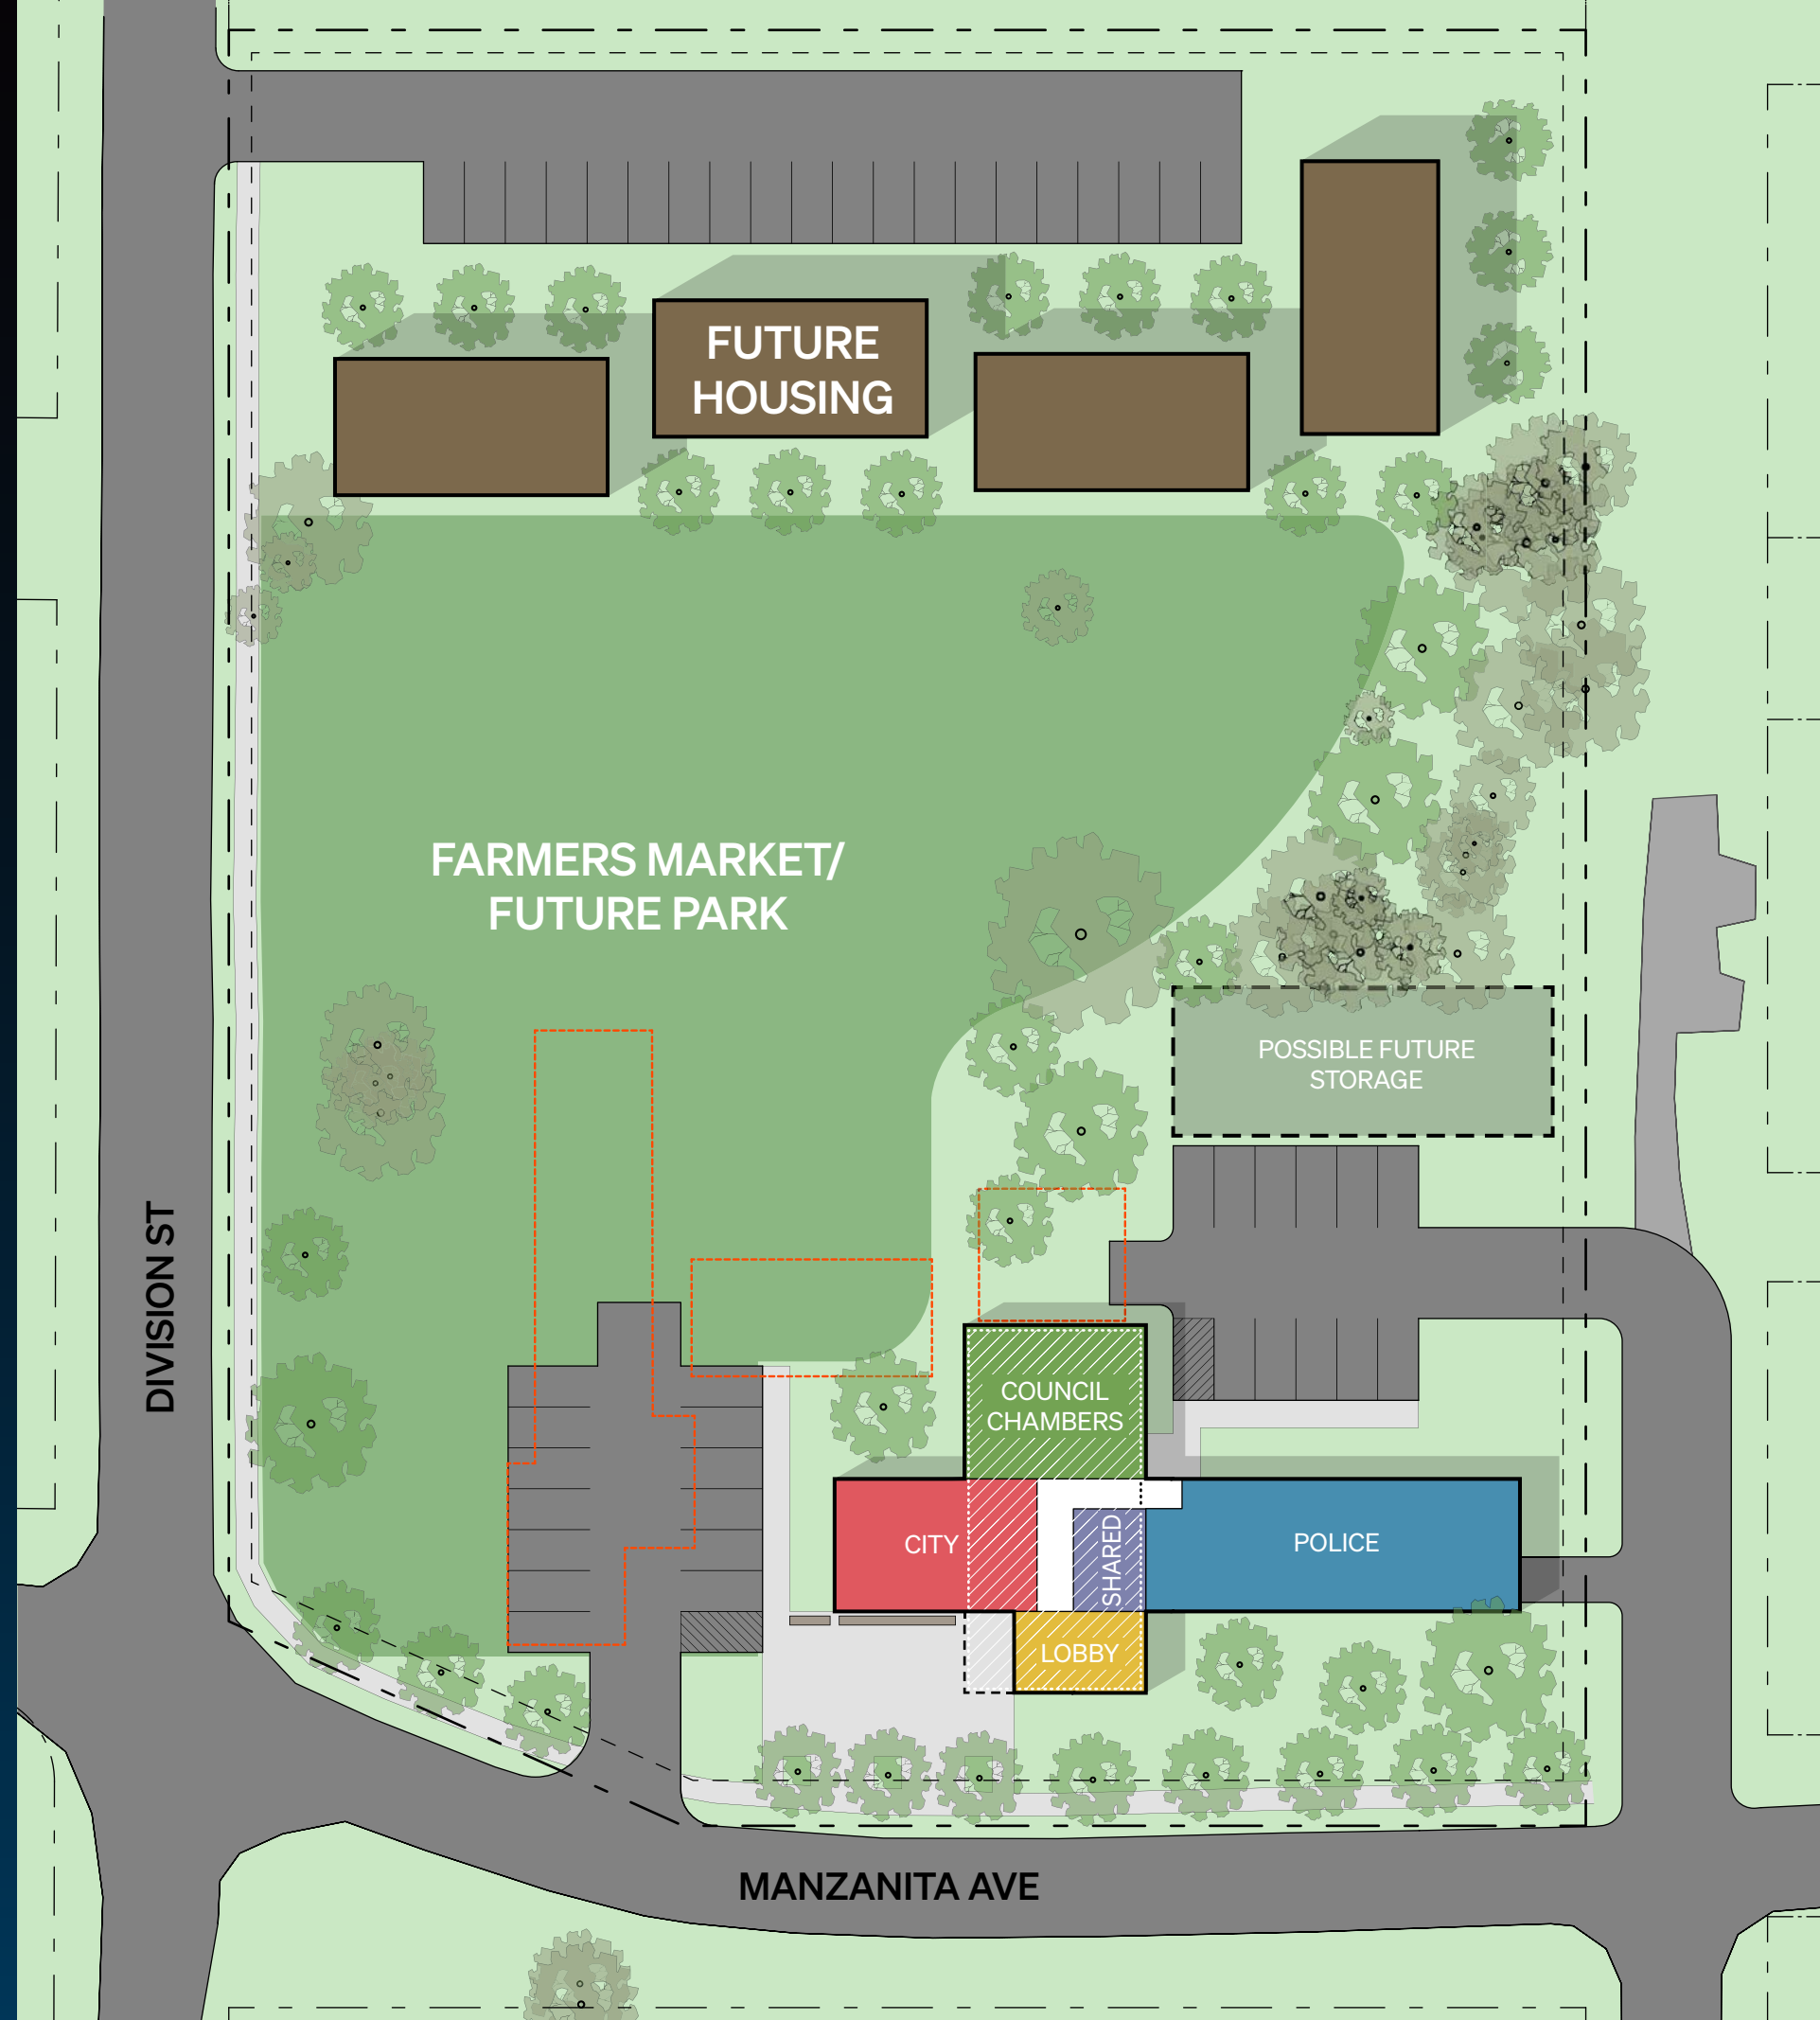 FUTURE
HOUSING
FARMERS MARKET/
FUTURE PARK
POSSIBLE FUTURE
STORAGE
DIVISION ST
COUNCIL
CHAMBERS
CITY
SHARED
POLICE
LOBBY
MANZANITA AVE